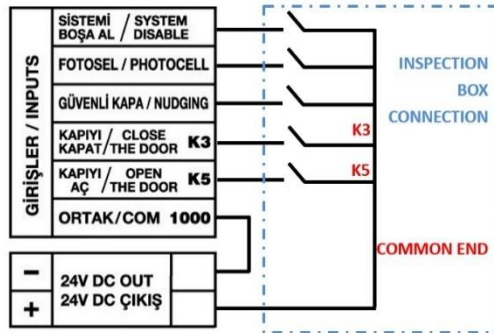 GİRİŞLER / INPUTS
SİSTEMİ / SYSTEM
BOŞA AL / DISABLE
FOTOSEL / PHOTOCELL
GÜVENLİ KAPA / NUDGING
KAPIYI / CLOSE
KAPAT / THE DOOR K3
KAPIYI / OPEN
AÇ / THE DOOR K5
ORTAK/COM 1000
−
24V DC OUT
+
24V DC ÇIKIŞ
INSPECTION
BOX
CONNECTION
K3
K5
COMMON END